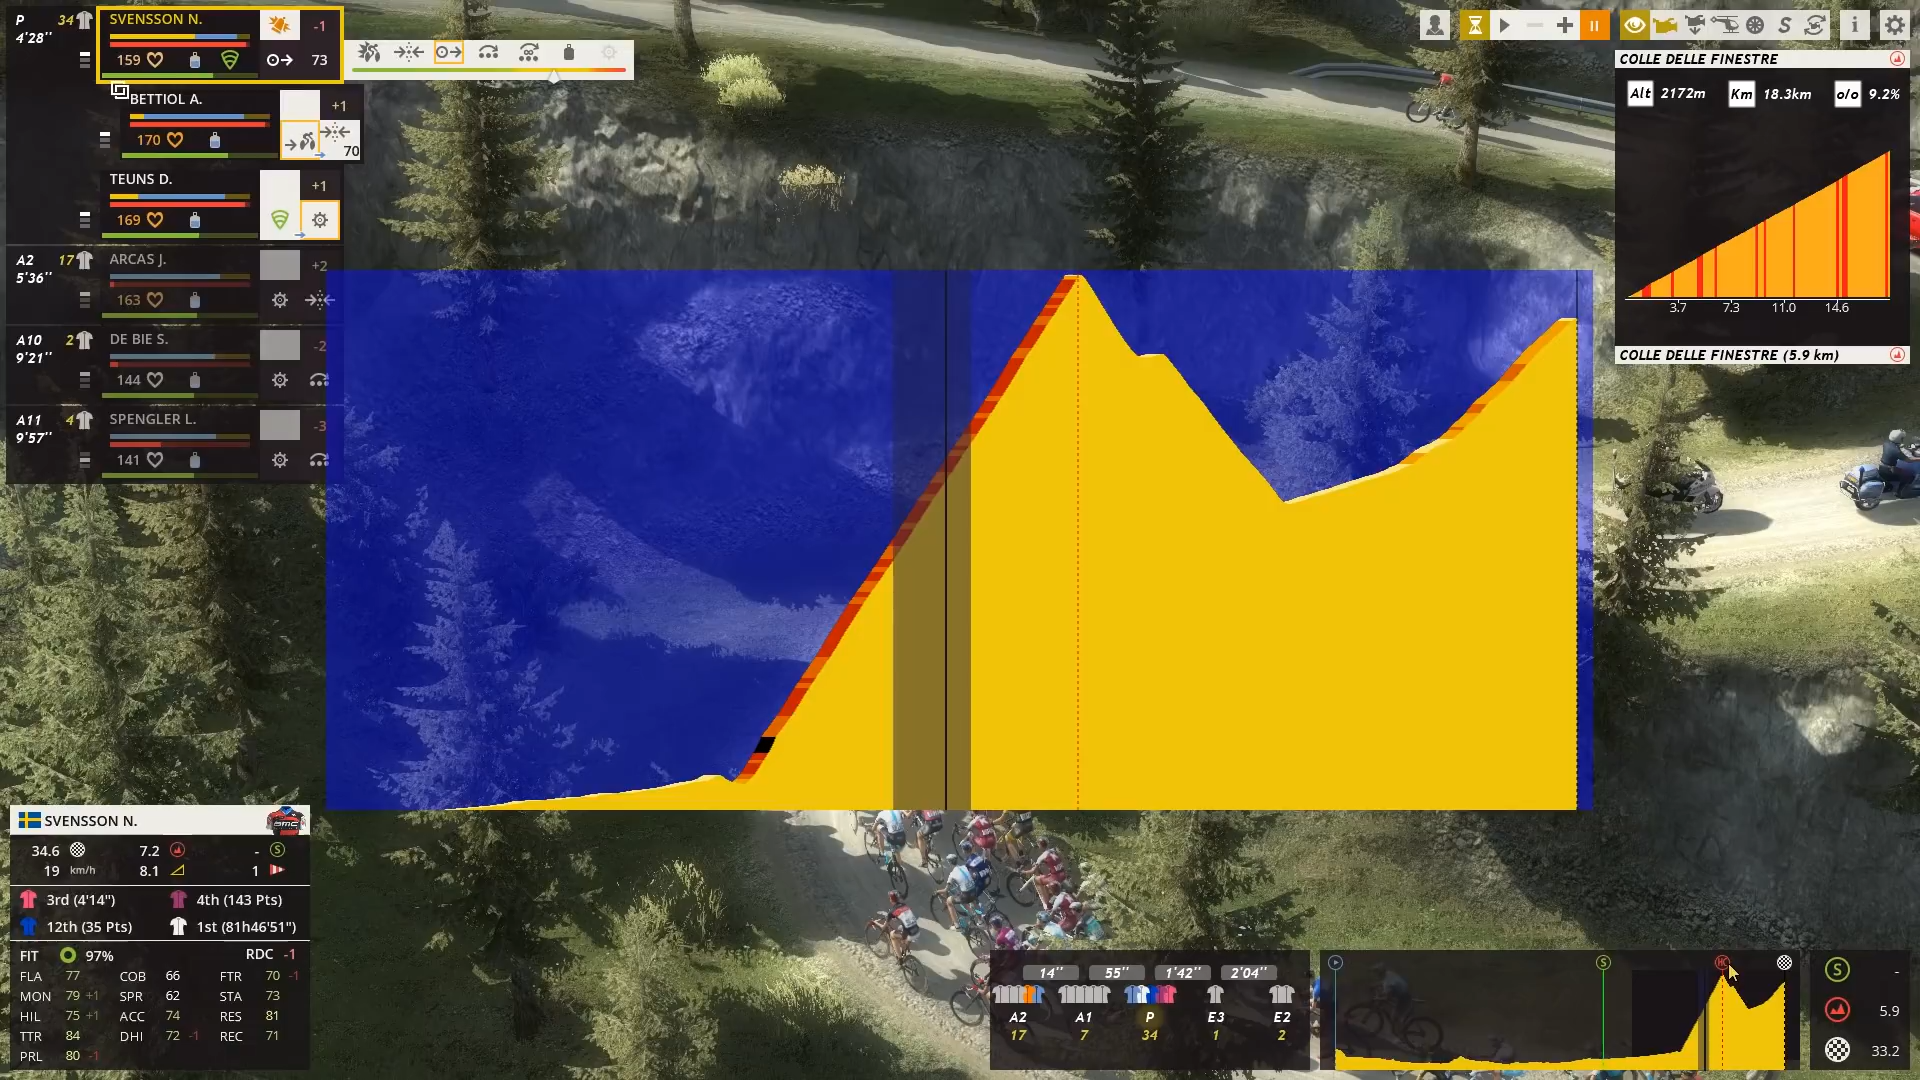 P 34
4'28"
SVENSSON N.
-1
159
73
BETTIOL A.
+1
170
70
TEUNS D.
+1
169
A2 17
5'36"
ARCAS J.
+2
163
A10 2
9'21"
DE BIE S.
-2
144
A11 4
9'57"
SPENGLER L.
-3
141
S
i
COLLE DELLE FINESTRE
Alt 2172m Km 18.3km o/o 9.2%
3.7 7.3 11.0 14.6
COLLE DELLE FINESTRE (5.9 km)
SVENSSON N.
34.6 7.2 - S
19 km/h 8.1 1
3rd (4'14") 4th (143 Pts)
12th (35 Pts) 1st (81h46'51")
FIT 97% RDC -1
FLA 77 COB 66 FTR 70 -1
MON 79 +1 SPR 62 STA 73
HIL 75 +1 ACC 74 RES 81
TTR 84 DHI 72 -1 REC 71
PRL 80 -1
14'' 55'' 1'42'' 2'04''
A2 A1 P E3 E2
17 7 34 1 2
S HC
S -
5.9
33.2